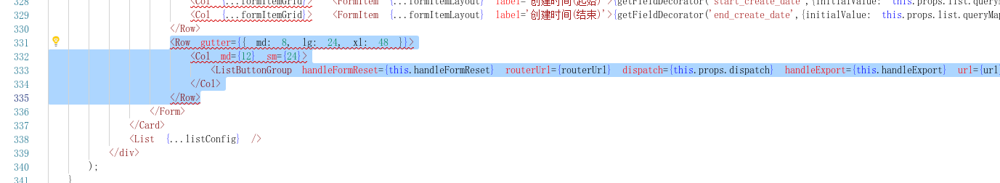 328 <Col {...formItemGrid}> <FormItem {...formItemLayout} label='创建时间(起始)'>{getFieldDecorator('start_create_date',{initialValue: this.props.list.query
329 <Col {...formItemGrid}> <FormItem {...formItemLayout} label='创建时间(结束)'>{getFieldDecorator('end_create_date',{initialValue: this.props.list.queryMap
330 </Row>
331 <Row gutter={{ md: 8, lg: 24, xl: 48 }}>
332 <Col md={12} sm={24}>
333 <ListButtonGroup handleFormReset={this.handleFormReset} routerUrl={routerUrl} dispatch={this.props.dispatch} handleExport={this.handleExport} url={url
334 </Col>
335 </Row>
336 </Form>
337 </Card>
338 <List {...listConfig} />
339 </div>
340 );
341 }